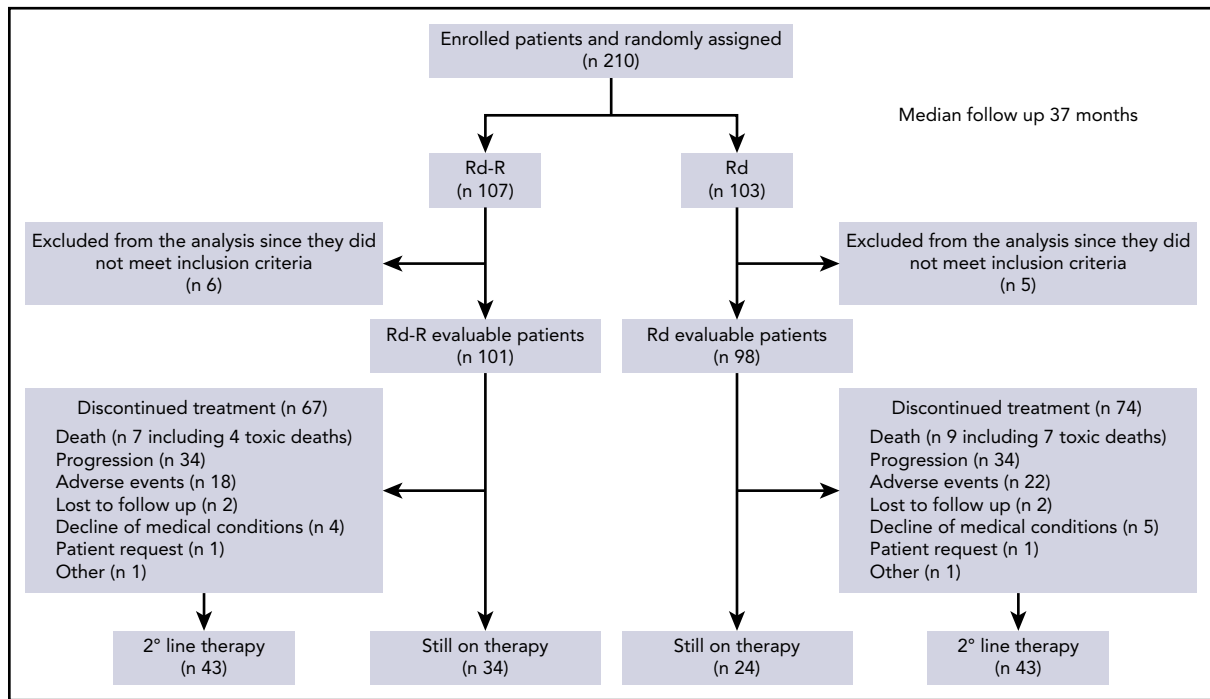 Enrolled patients and randomly assigned
(n 210)
Median follow up 37 months
Rd-R
(n 107)
Rd
(n 103)
Excluded from the analysis since they did
not meet inclusion criteria
(n 6)
Excluded from the analysis since they did
not meet inclusion criteria
(n 5)
Rd-R evaluable patients
(n 101)
Rd evaluable patients
(n 98)
Discontinued treatment (n 67)
Death (n 7 including 4 toxic deaths)
Progression (n 34)
Adverse events (n 18)
Lost to follow up (n 2)
Decline of medical conditions (n 4)
Patient request (n 1)
Other (n 1)
Discontinued treatment (n 74)
Death (n 9 including 7 toxic deaths)
Progression (n 34)
Adverse events (n 22)
Lost to follow up (n 2)
Decline of medical conditions (n 5)
Patient request (n 1)
Other (n 1)
2° line therapy
(n 43)
Still on therapy
(n 34)
Still on therapy
(n 24)
2° line therapy
(n 43)